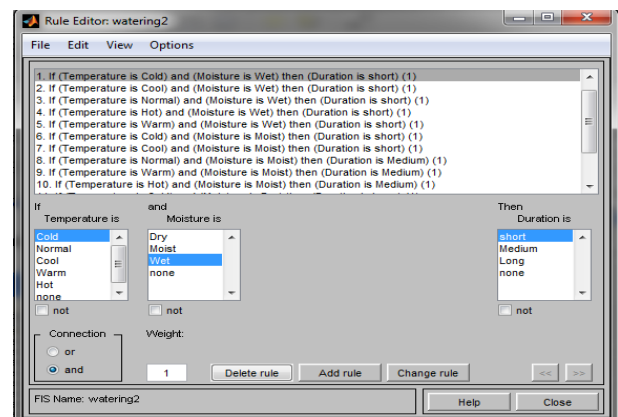 Rule Editor: watering2
File Edit View Options
1. If (Temperature is Cold) and (Moisture is Wet) then (Duration is short) (1)
2. If (Temperature is Cool) and (Moisture is Wet) then (Duration is short) (1)
3. If (Temperature is Normal) and (Moisture is Wet) then (Duration is short) (1)
4. If (Temperature is Hot) and (Moisture is Wet) then (Duration is short) (1)
5. If (Temperature is Warm) and (Moisture is Wet) then (Duration is short) (1)
6. If (Temperature is Cold) and (Moisture is Moist) then (Duration is short) (1)
7. If (Temperature is Cool) and (Moisture is Moist) then (Duration is short) (1)
8. If (Temperature is Normal) and (Moisture is Moist) then (Duration is Medium) (1)
9. If (Temperature is Warm) and (Moisture is Moist) then (Duration is Medium) (1)
10. If (Temperature is Hot) and (Moisture is Moist) then (Duration is Medium) (1)
If and Then
Temperature is Moisture is Duration is
Cold Dry short
Normal Moist Medium
Cool Wet Long
Warm none none
Hot
none
not not
Connection Weight:
or
and 1 Delete rule Add rule Change rule << >>
FIS Name: watering2 Help Close